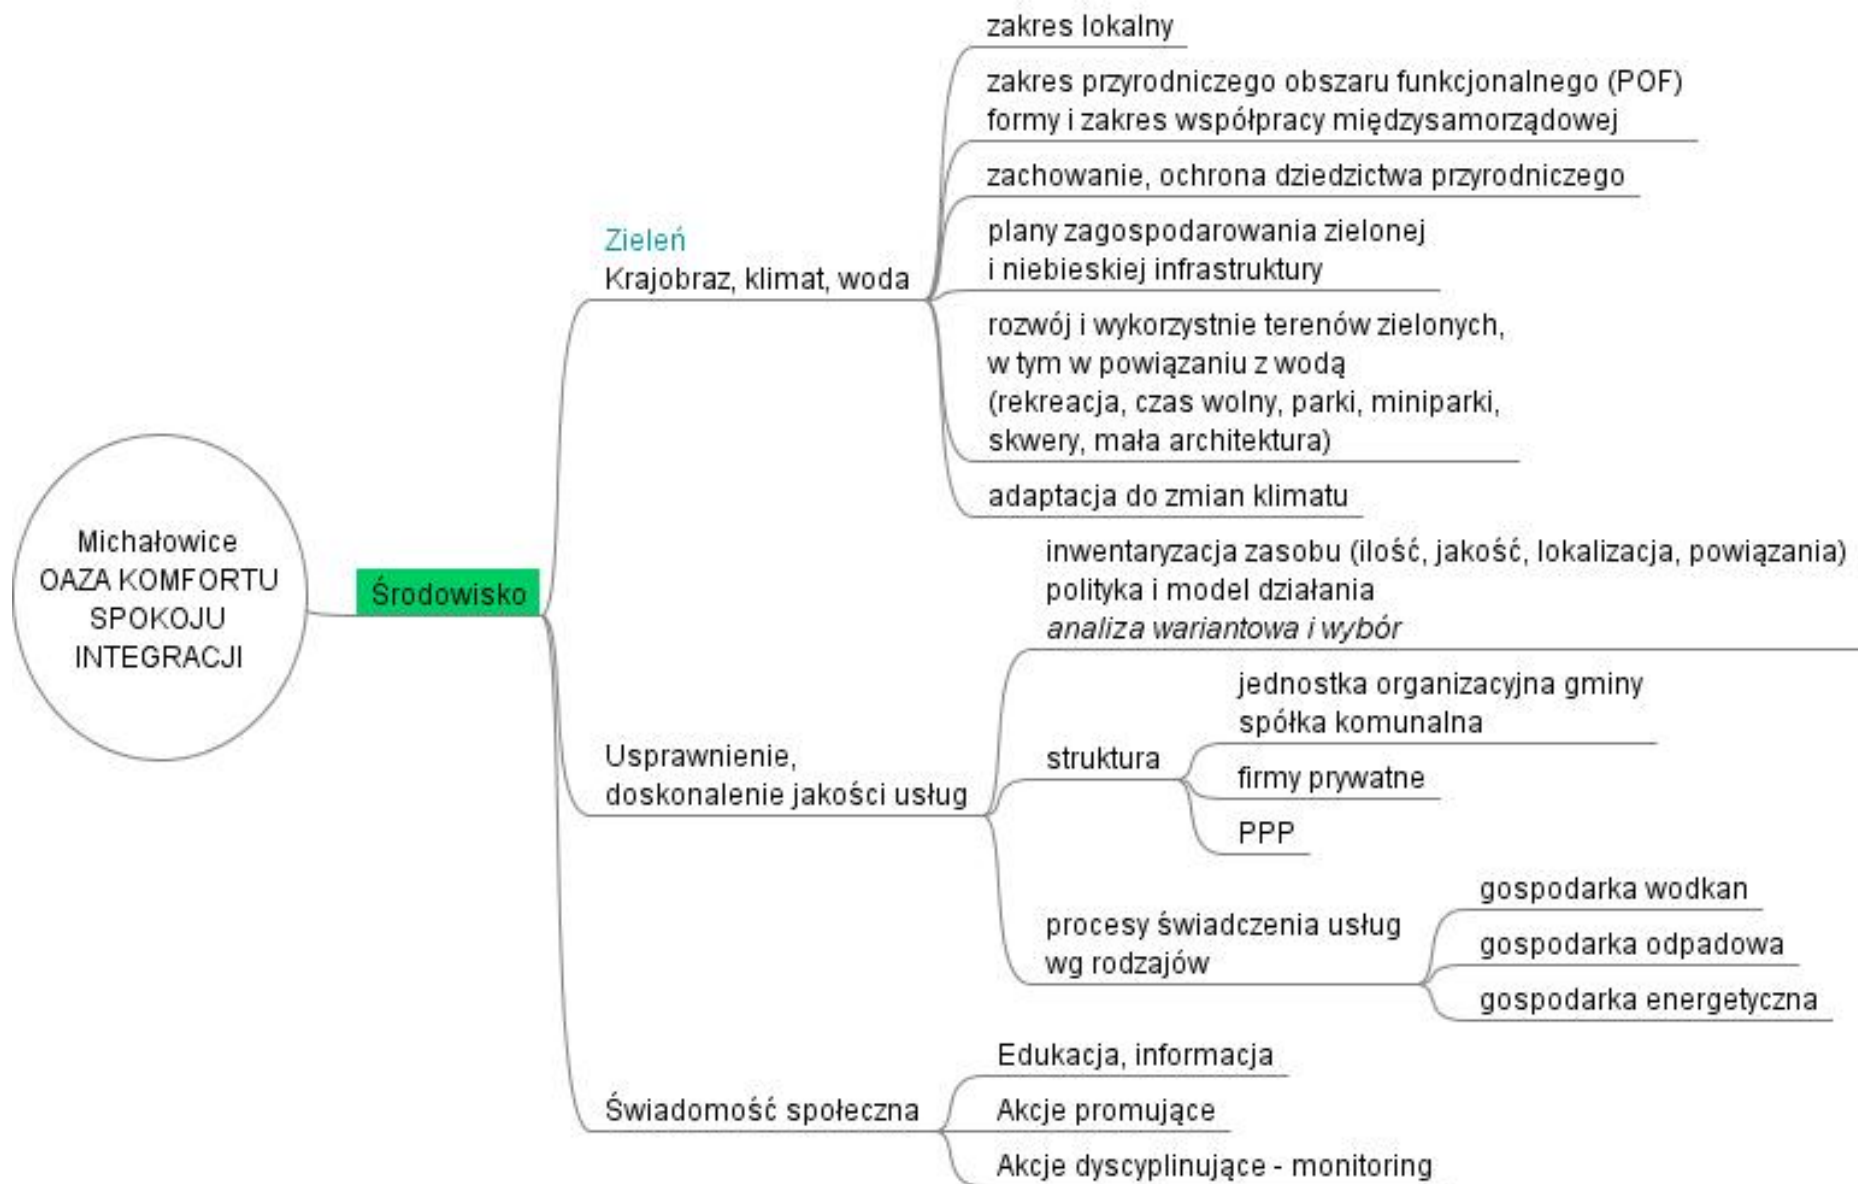 Michałowice
OAZA KOMFORTU
SPOKOJU
INTEGRACJI
Środowisko
Zieleń
Krajobraz, klimat, woda
zakres lokalny
zakres przyrodniczego obszaru funkcjonalnego (POF)
formy i zakres współpracy międzysamorządowej
zachowanie, ochrona dziedzictwa przyrodniczego
plany zagospodarowania zielonej
i niebieskiej infrastruktury
rozwój i wykorzystnie terenów zielonych,
w tym w powiązaniu z wodą
(rekreacja, czas wolny, parki, miniparki,
skwery, mała architektura)
adaptacja do zmian klimatu
Usprawnienie,
doskonalenie jakości usług
inwentaryzacja zasobu (ilość, jakość, lokalizacja, powiązania)
polityka i model działania
analiza wariantowa i wybór
struktura
jednostka organizacyjna gminy
spółka komunalna
firmy prywatne
PPP
procesy świadczenia usług
wg rodzajów
gospodarka wodkan
gospodarka odpadowa
gospodarka energetyczna
Świadomość społeczna
Edukacja, informacja
Akcje promujące
Akcje dyscyplinujące - monitoring